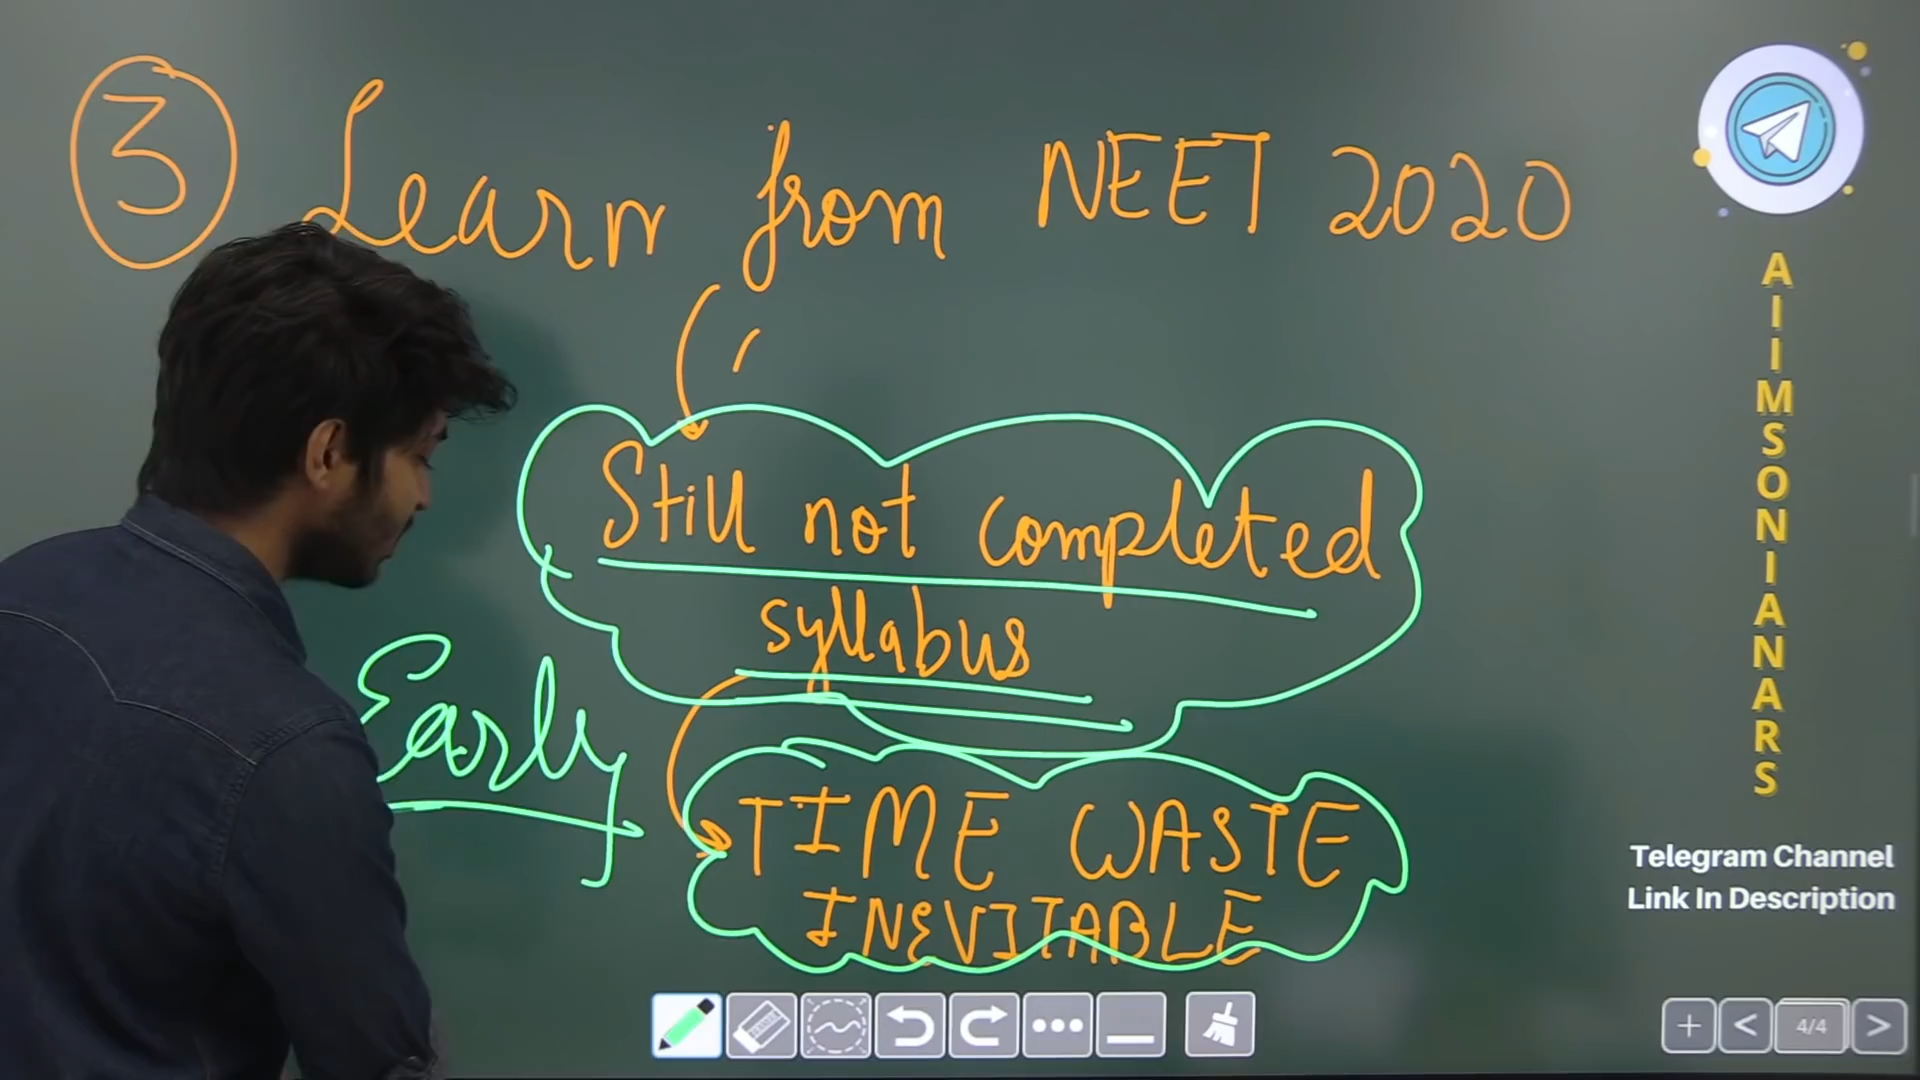 3 Learn from NEET 2020
Still not completed
syllabus
Early
TIME WASTE
INEVITABLE
AIIMSONIANARS
Telegram Channel
Link In Description
4/4